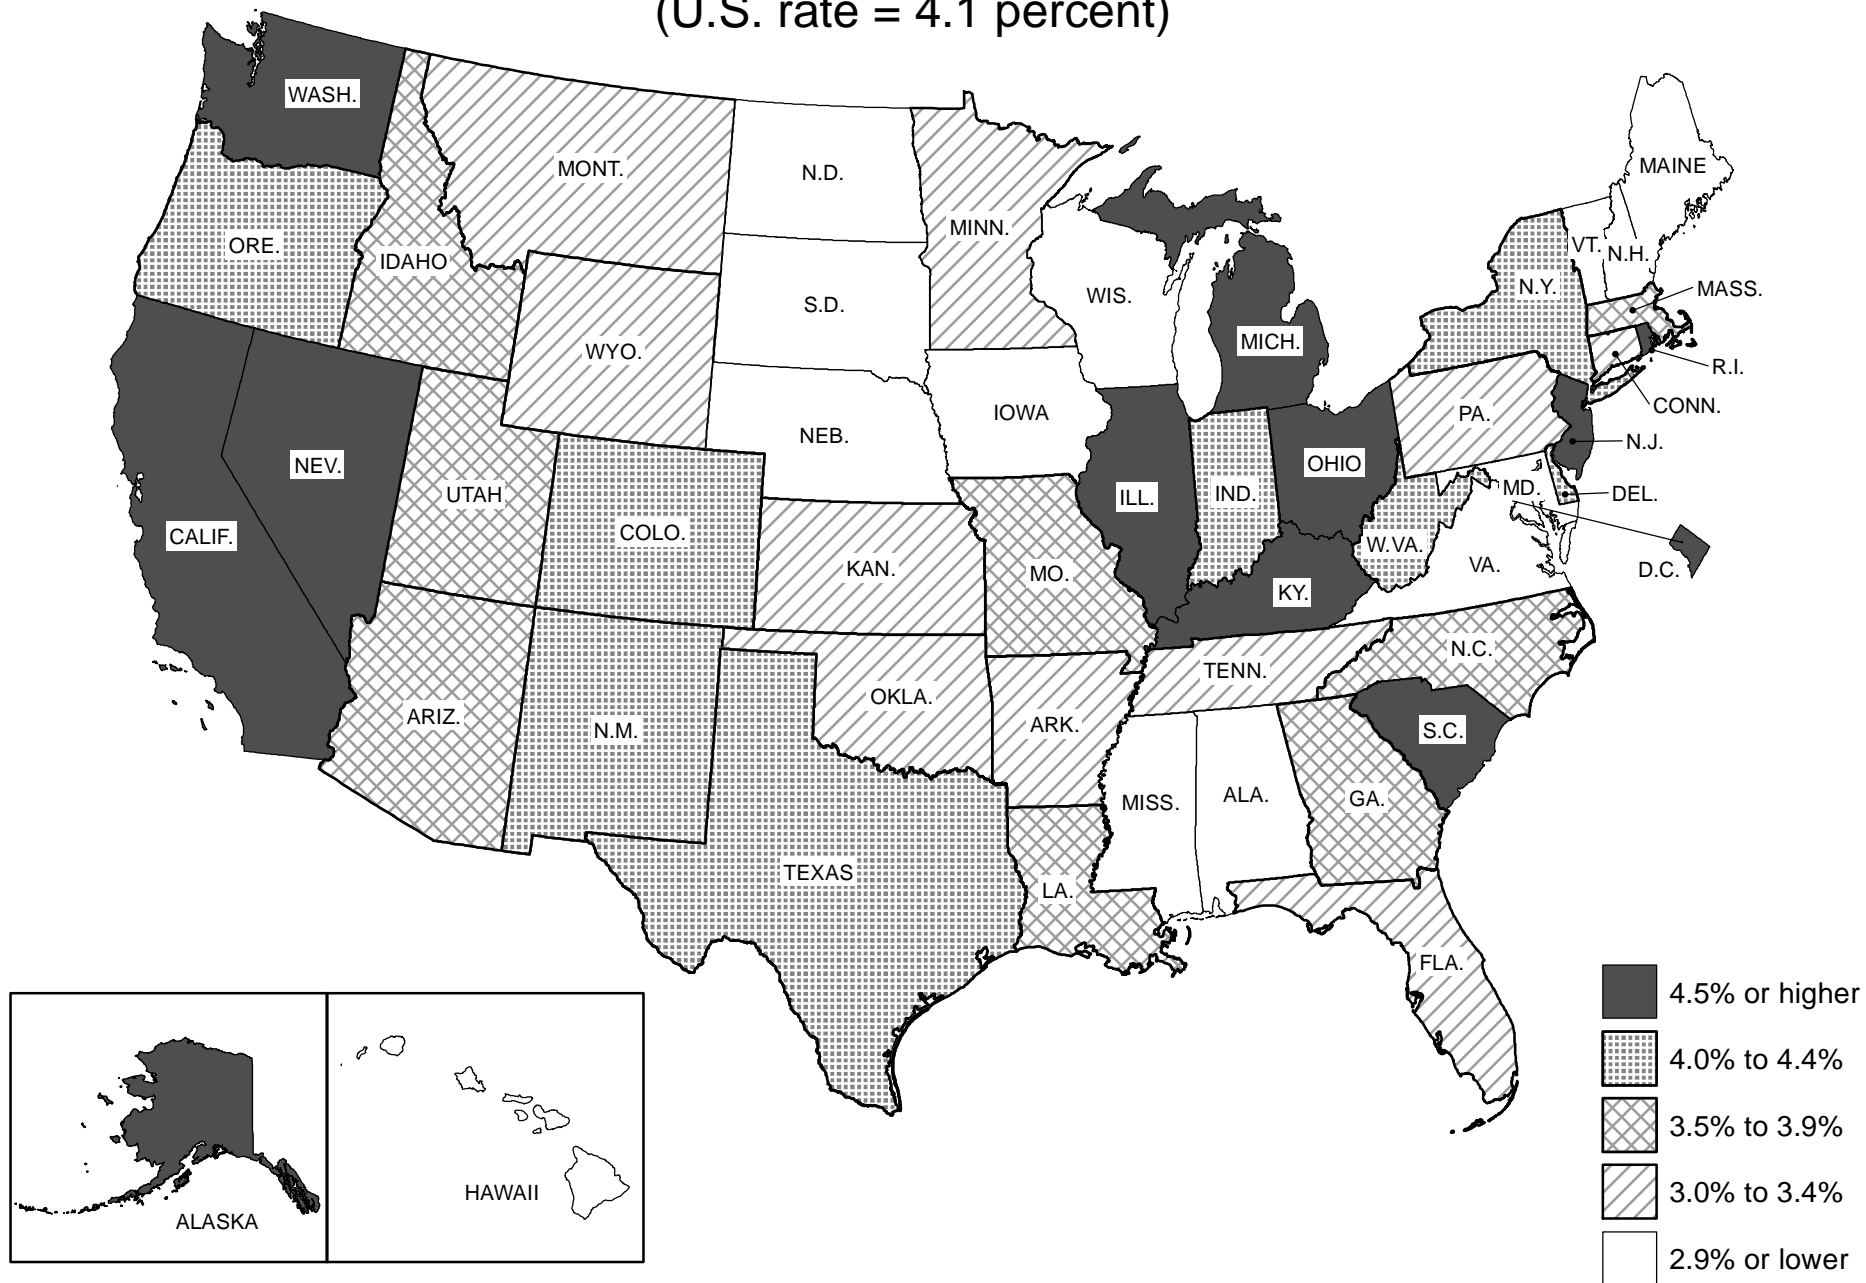 (U.S. rate = 4.1 percent)
WASH.
MONT.
N.D.
MINN.
MAINE
ORE.
IDAHO
VT.
N.H.
N.Y.
MASS.
WIS.
S.D.
WYO.
MICH.
R.I.
CONN.
IOWA
PA.
NEB.
N.J.
NEV.
OHIO
UTAH
ILL.
IND.
MD.
DEL.
CALIF.
COLO.
W.VA.
KAN.
MO.
VA.
D.C.
KY.
N.C.
TENN.
OKLA.
ARIZ.
N.M.
ARK.
S.C.
MISS.
ALA.
GA.
TEXAS
LA.
FLA.
ALASKA
HAWAII
4.5% or higher
4.0% to 4.4%
3.5% to 3.9%
3.0% to 3.4%
2.9% or lower